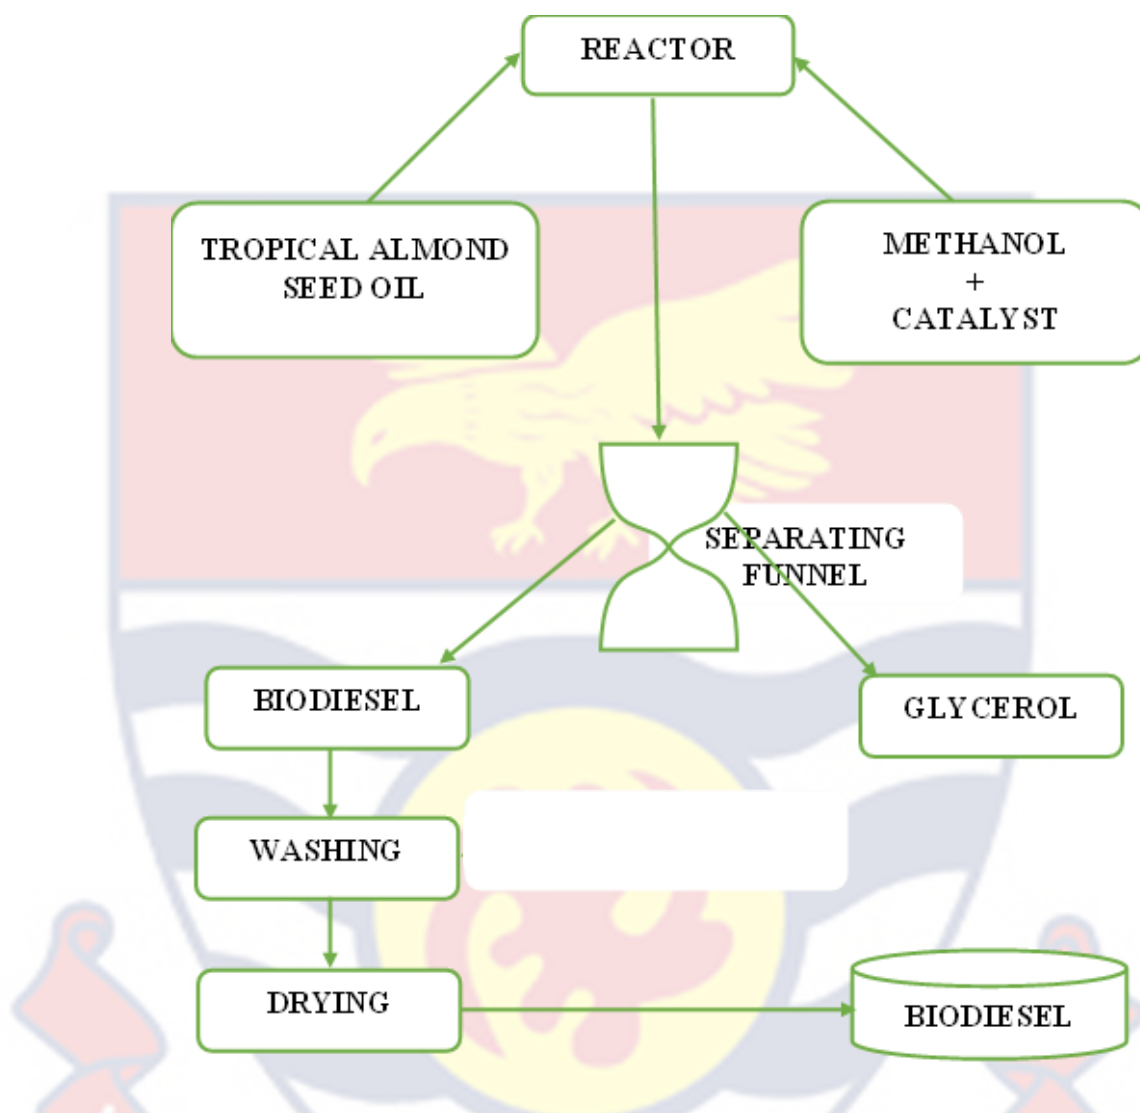 REACTOR
TROPICAL ALMOND
SEED OIL
METHANOL
+
CATALYST
SEPARATING
FUNNEL
BIODIESEL
GLYCEROL
WASHING
DRYING
BIODIESEL